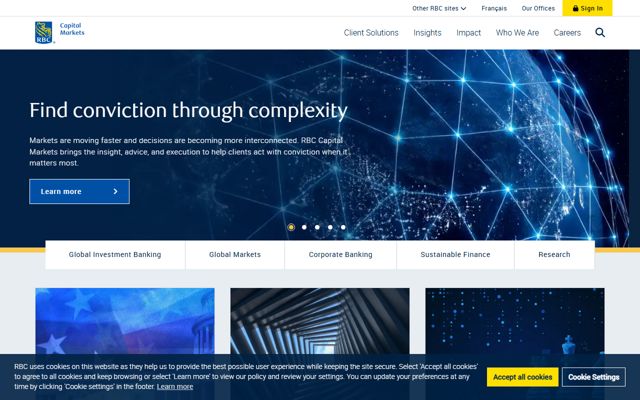 Other RBC sites
Français
Our Offices
Sign In
RBC
Capital
Markets
Client Solutions
Insights
Impact
Who We Are
Careers
Find conviction through complexity
Markets are moving faster and decisions are becoming more interconnected. RBC Capital
Markets brings the insight, advice, and execution to help clients act with conviction when it
matters most.
Learn more
Global Investment Banking
Global Markets
Corporate Banking
Sustainable Finance
Research
RBC uses cookies on this website as they help us to provide the best possible user experience while keeping the site secure. Select 'Accept all cookies'
to agree to all cookies and keep browsing or select 'Learn more' to view our policy and review your settings. You can update your preferences at any
time by clicking 'Cookie settings' in the footer. Learn more
Accept all cookies
Cookie Settings